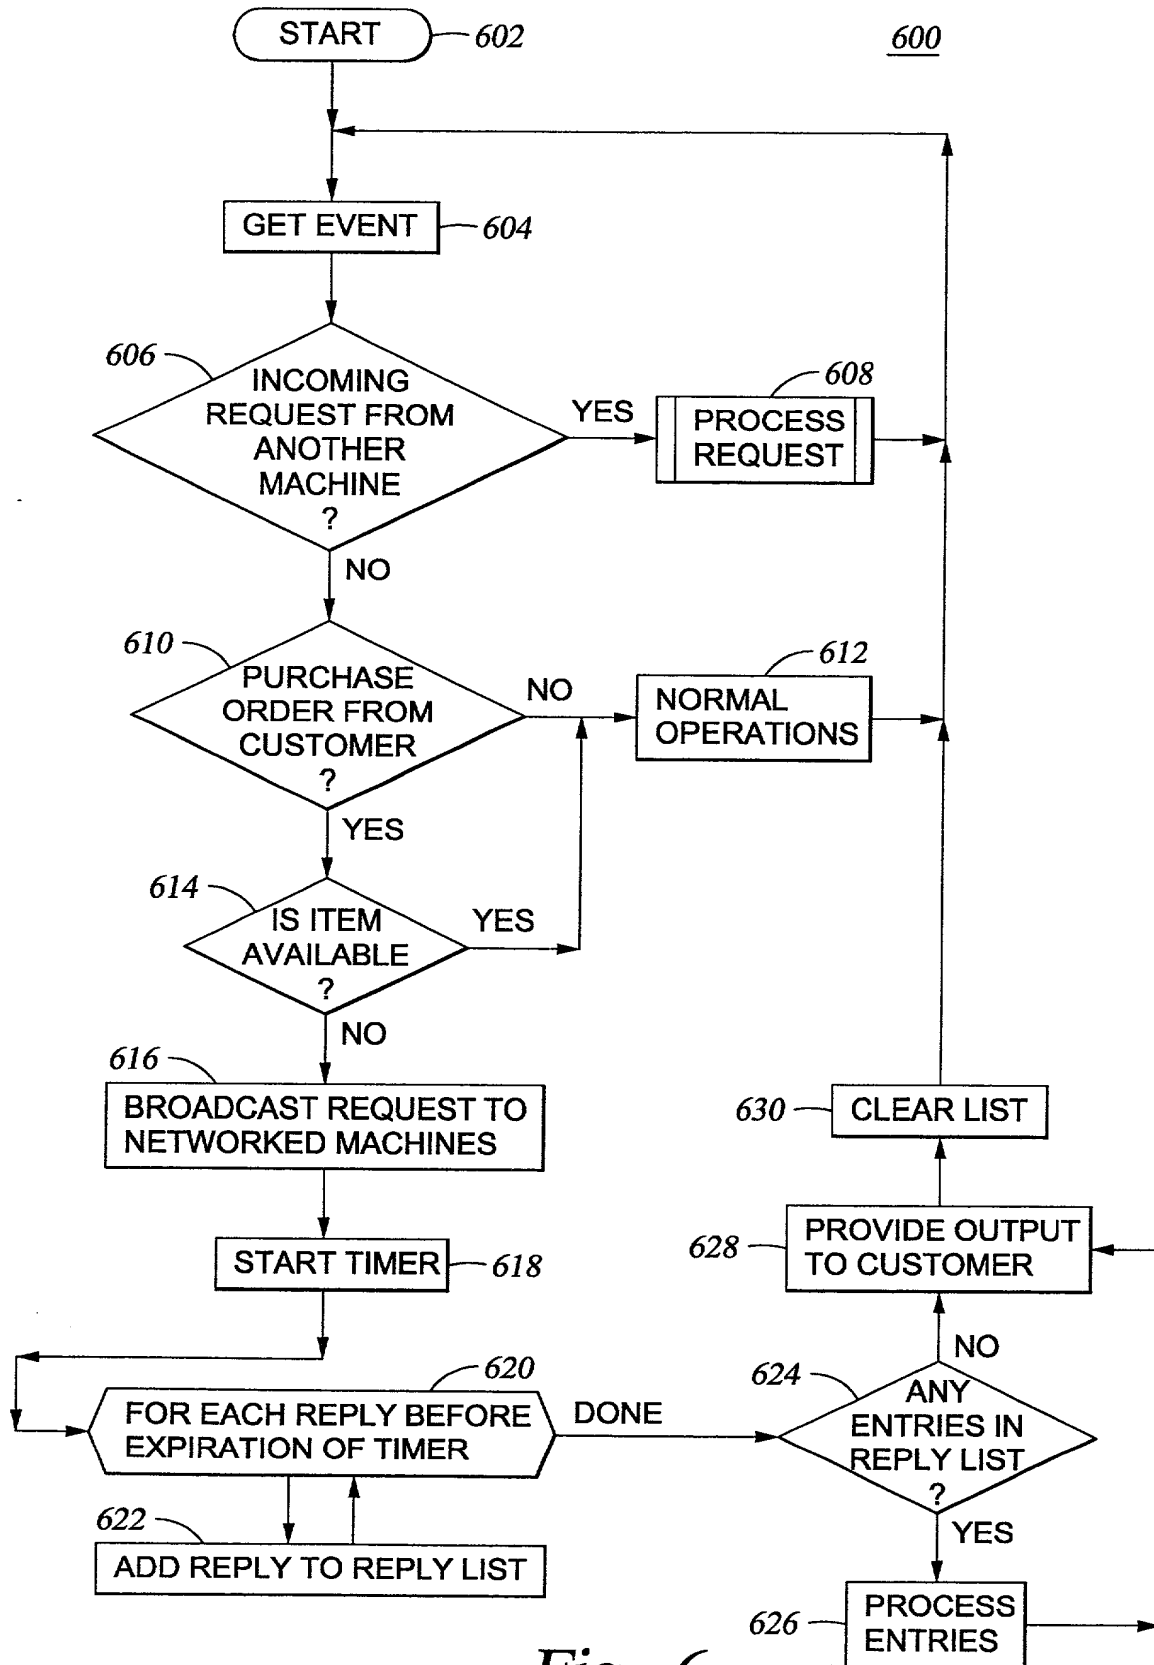 START
602
600
GET EVENT
604
606
INCOMING
REQUEST FROM
ANOTHER
MACHINE
?
YES
608
PROCESS
REQUEST
NO
610
PURCHASE
ORDER FROM
CUSTOMER
?
NO
612
NORMAL
OPERATIONS
YES
614
IS ITEM
AVAILABLE
?
YES
NO
616
BROADCAST REQUEST TO
NETWORKED MACHINES
630
CLEAR LIST
START TIMER
618
628
PROVIDE OUTPUT
TO CUSTOMER
NO
620
FOR EACH REPLY BEFORE
EXPIRATION OF TIMER
DONE
624
ANY
ENTRIES IN
REPLY LIST
?
YES
622
ADD REPLY TO REPLY LIST
626
PROCESS
ENTRIES
Fig. 6